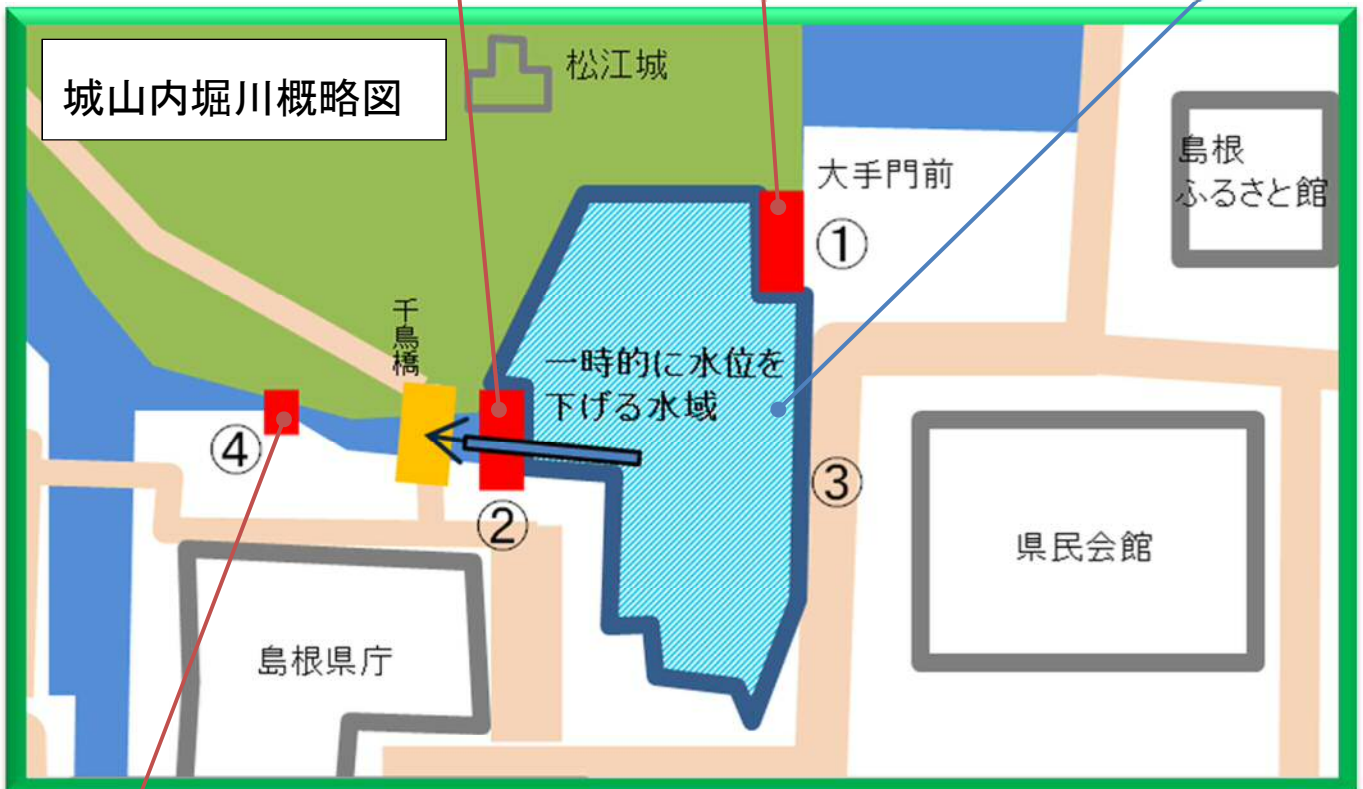 城山内堀川概略図
松江城
大手門前
島根
ふるさと館
①
千鳥橋
一時的に水位を
下げる水域
④
②
③
県民会館
島根県庁